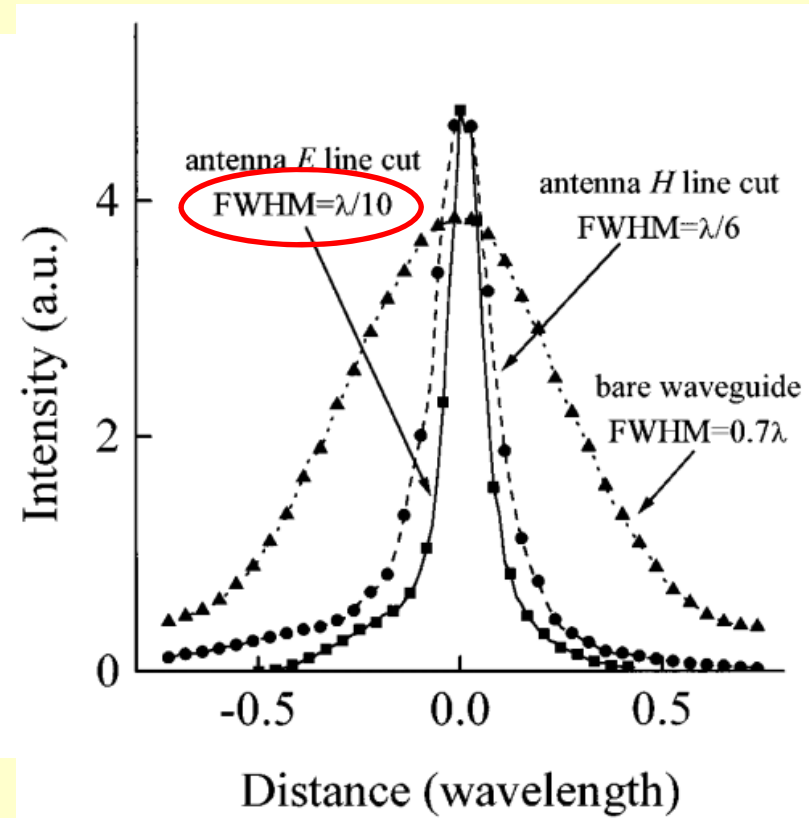 antenna E line cut
FWHM=λ/10
antenna H line cut
FWHM=λ/6
bare waveguide
FWHM=0.7λ
4
2
0
Intensity (a.u.)
-0.5
0.0
0.5
Distance (wavelength)